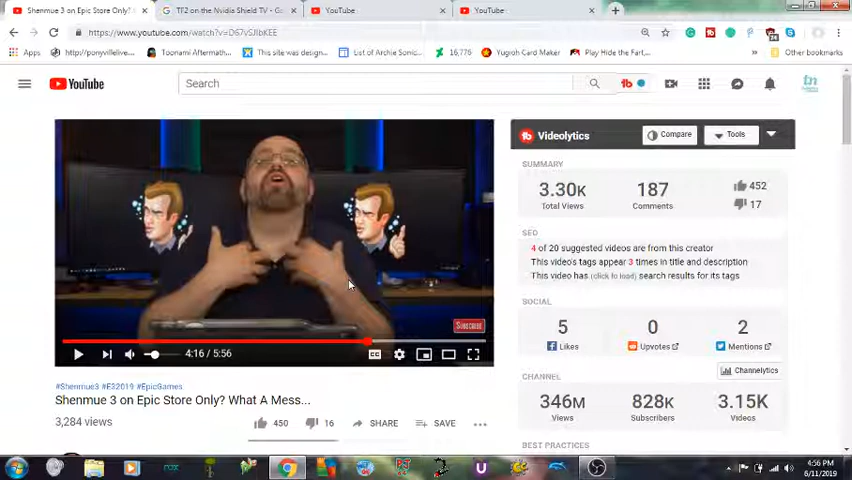 Shenmue 3 on Epic Store Only? W
TF2 on the Nvidia Shield TV - G
YouTube
YouTube
https://www.youtube.com/watch?v=
Apps
http://ponyvillelive...
Toonami Aftermath...
This site was design...
List of Archie Sonic...
16,776
Yugioh Card Maker
Play Hide the Fart...
Other bookmarks
YouTube
Search
Videolytics
Compare
Tools
SUMMARY
3.30K 187 452
Total Views Comments 17
SEO
4 of 20 suggested videos are from this creator
This video's tags appear 3 times in title and description
This video has (click to load) search results for its tags
SOCIAL
5 0 2
Likes Upvotes Mentions
Channelytics
CHANNEL
346M 828K 3.15K
Views Subscribers Videos
BEST PRACTICES
SUBSCRIBE
4:16 / 5:56
CC
#Shenmue3 #E32019 #EpicGames
Shenmue 3 on Epic Store Only? What A Mess...
3,284 views
450 16 SHARE SAVE
4:56 PM
6/11/2019